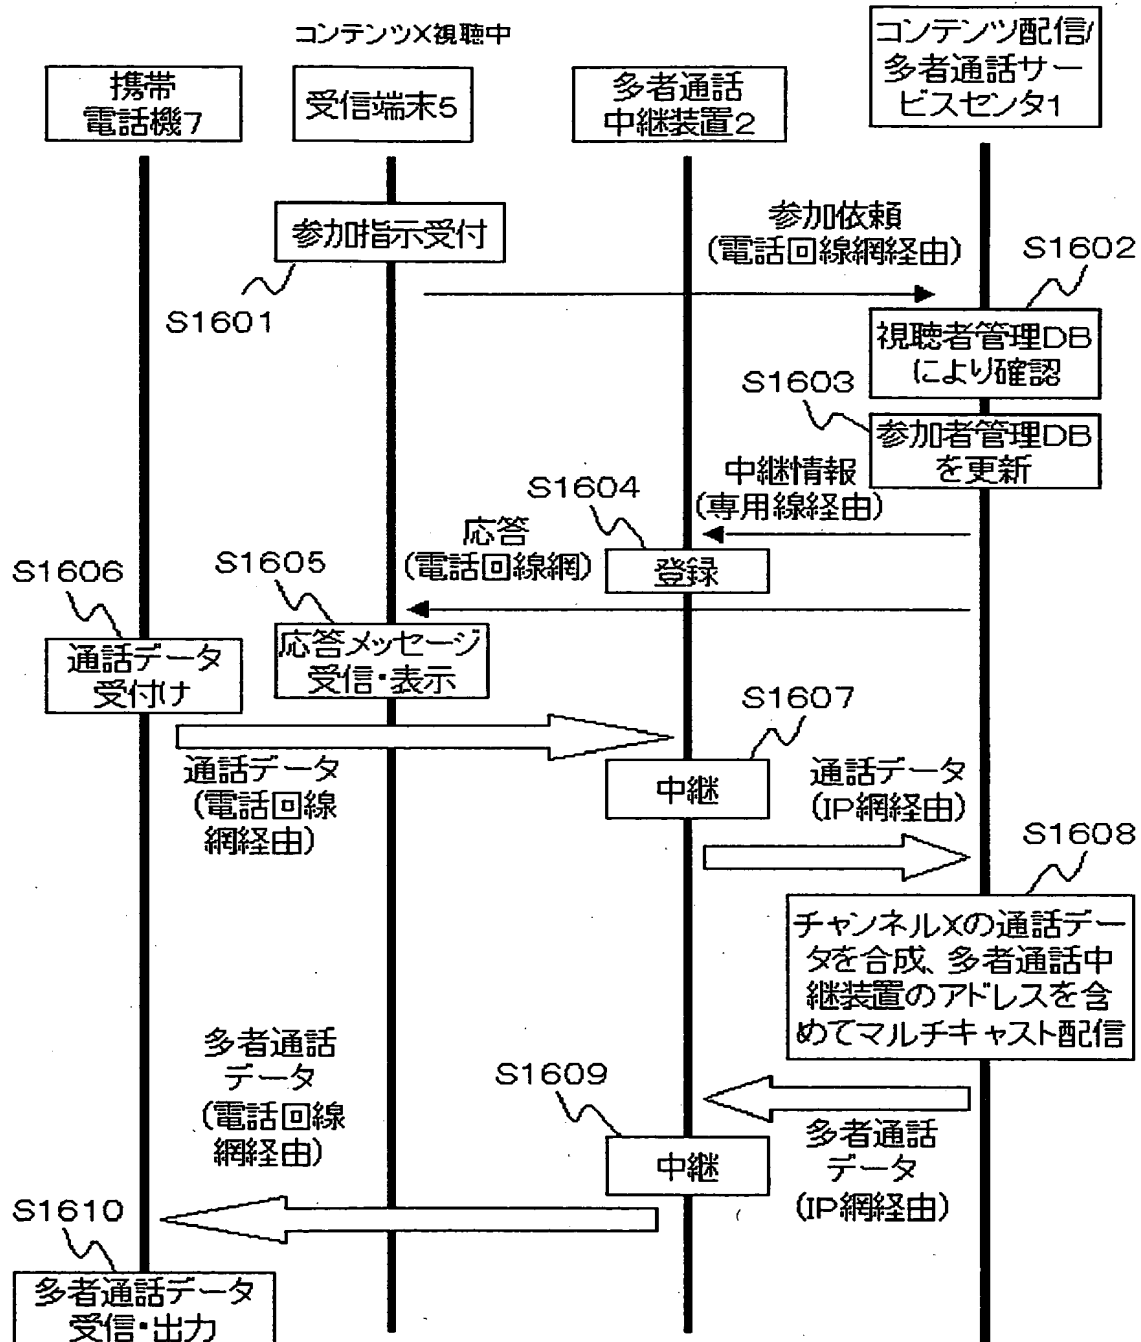 コンテンツX視聴中
携帯
電話機7
受信端末5
多者通話
中継装置2
コンテンツ配信/
多者通話サー
ビスセンタ1
参加指示受付
S1601
参加依頼
(電話回線網経由)
S1602
視聴者管理DB
により確認
S1603
参加者管理DB
を更新
中継情報
(専用線経由)
S1604
登録
応答
(電話回線網)
S1605
応答メッセージ
受信・表示
S1606
通話データ
受付け
通話データ
(電話回線
網経由)
S1607
中継
通話データ
(IP網経由)
S1608
チャンネルXの通話デー
タを合成、多者通話中
継装置のアドレスを含
めてマルチキャスト配信
多者通話
データ
(IP網経由)
S1609
中継
多者通話
データ
(電話回線
網経由)
S1610
多者通話データ
受信・出力